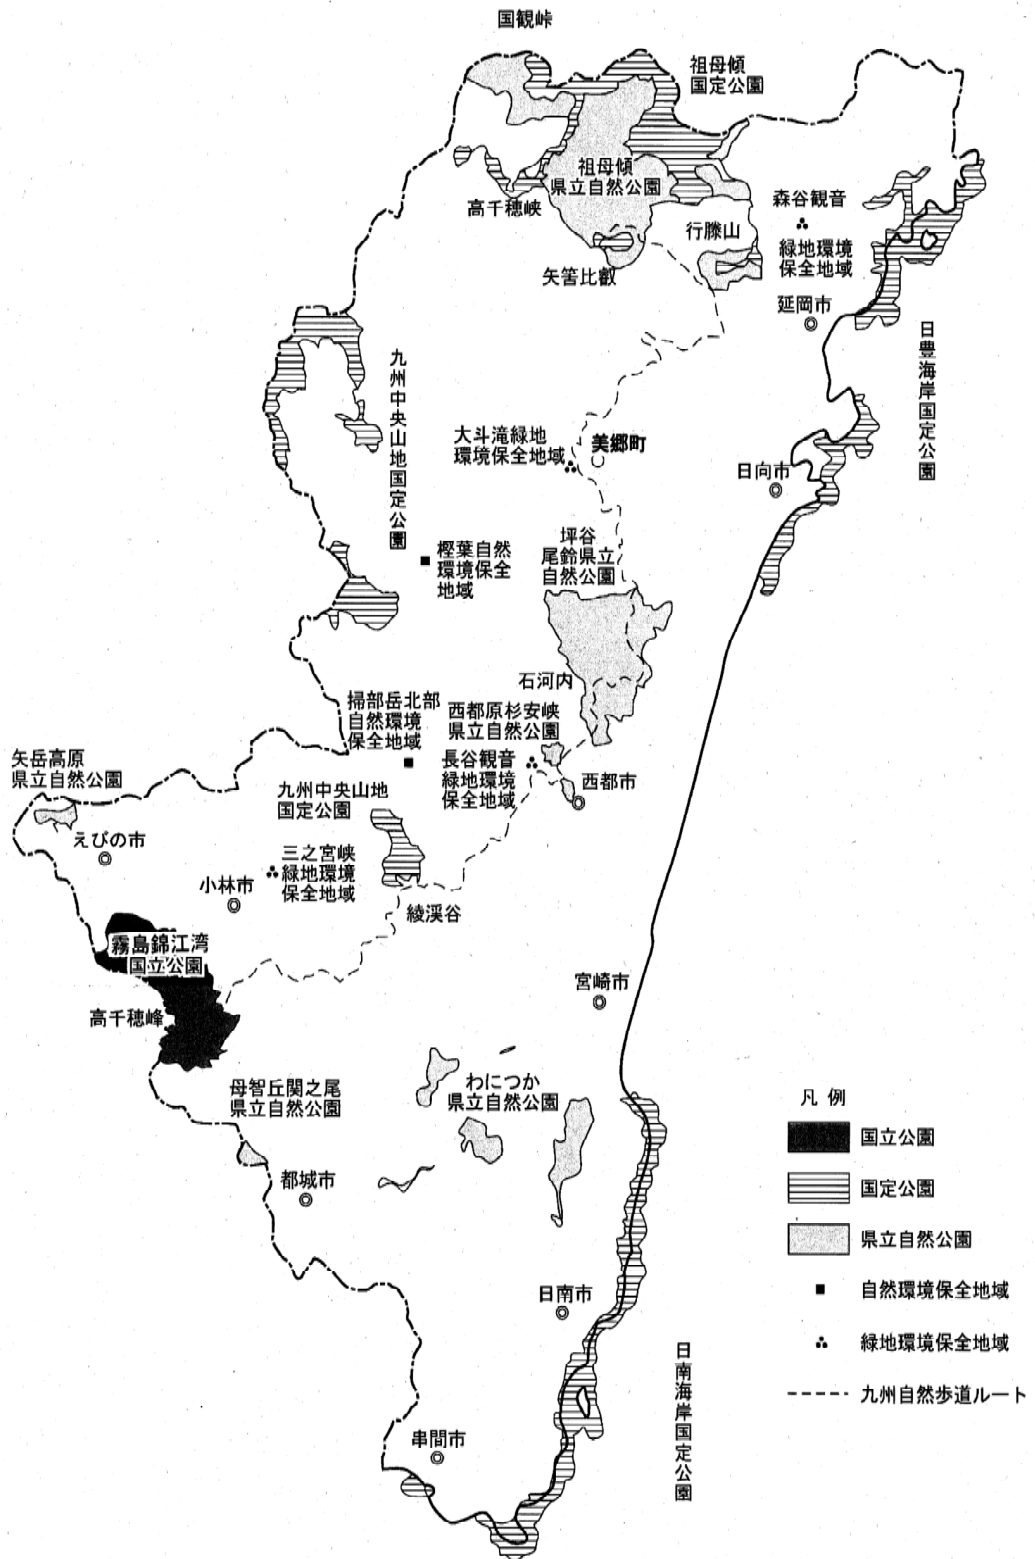 国観峠
祖母傾
国定公園
祖母傾
県立自然公園
高千穂峡
森谷観音
緑地環境
保全地域
行縢山
矢筈比叡
延岡市
日豊海岸国定公園
九州中央山地国定公園
大斗滝緑地
環境保全地域
美郷町
日向市
樫葉自然
環境保全
地域
坪谷
尾鈴県立
自然公園
石河内
掃部岳北部
自然環境
保全地域
西都原杉安峡
県立自然公園
長谷観音
緑地環境
保全地域
西都市
矢岳高原
県立自然公園
えびの市
九州中央山地
国定公園
三之宮峡
緑地環境
保全地域
小林市
綾渓谷
霧島錦江湾
国立公園
高千穂峰
宮崎市
母智丘関之尾
県立自然公園
わにつか
県立自然公園
都城市
日南市
日南海岸国定公園
串間市
凡例
国立公園
国定公園
県立自然公園
自然環境保全地域
緑地環境保全地域
九州自然歩道ルート